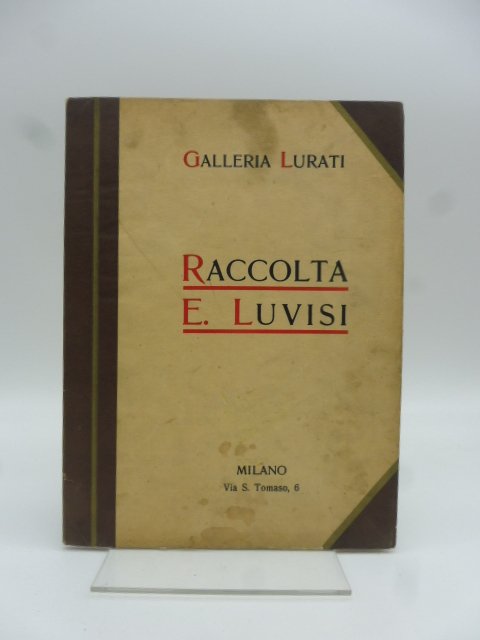 GALLERIA LURATI
RACCOLTA
E. LUVISI
MILANO
Via S. Tomaso, 6